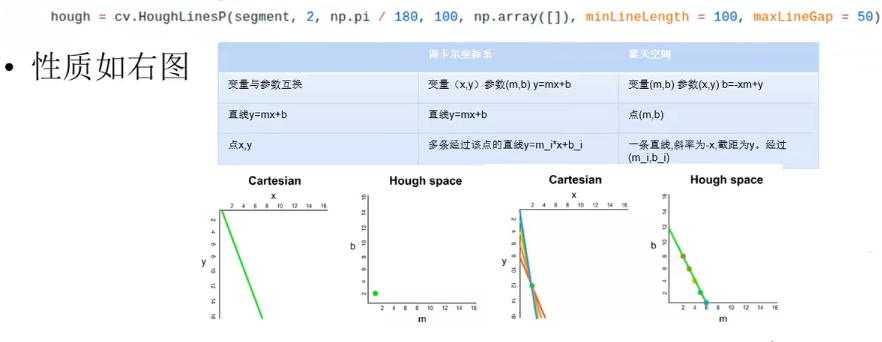 hough = cv.HoughLinesP(segment, 2, np.pi / 180, 100, np.array([]), minLineLength = 100, maxLineGap = 50)
• 性质如右图
笛卡尔坐标系 霍夫空间
变量与参数互换 变量（x,y）参数(m,b) y=mx+b 变量(m,b) 参数(x,y) b=-xm+y
直线y=mx+b 直线y=mx+b 点(m,b)
点x,y 多条经过该点的直线y=m_i*x+b_i 一条直线,斜率为-x,截距为y。经过
(m_i,b_i)
Cartesian Hough space Cartesian Hough space
x x
2 4 6 8 10 12 14 16 2 4 6 8 10 12 14 16
y 2 4 6 8 10 12 14 16
b 2 4 6 8 10 12 14 16
y 2 4 6 8 10 12 14 16
b 2 4 6 8 10 12 14 16
2 4 6 8 10 12 14 16 2 4 6 8 10 12 14 16
m m